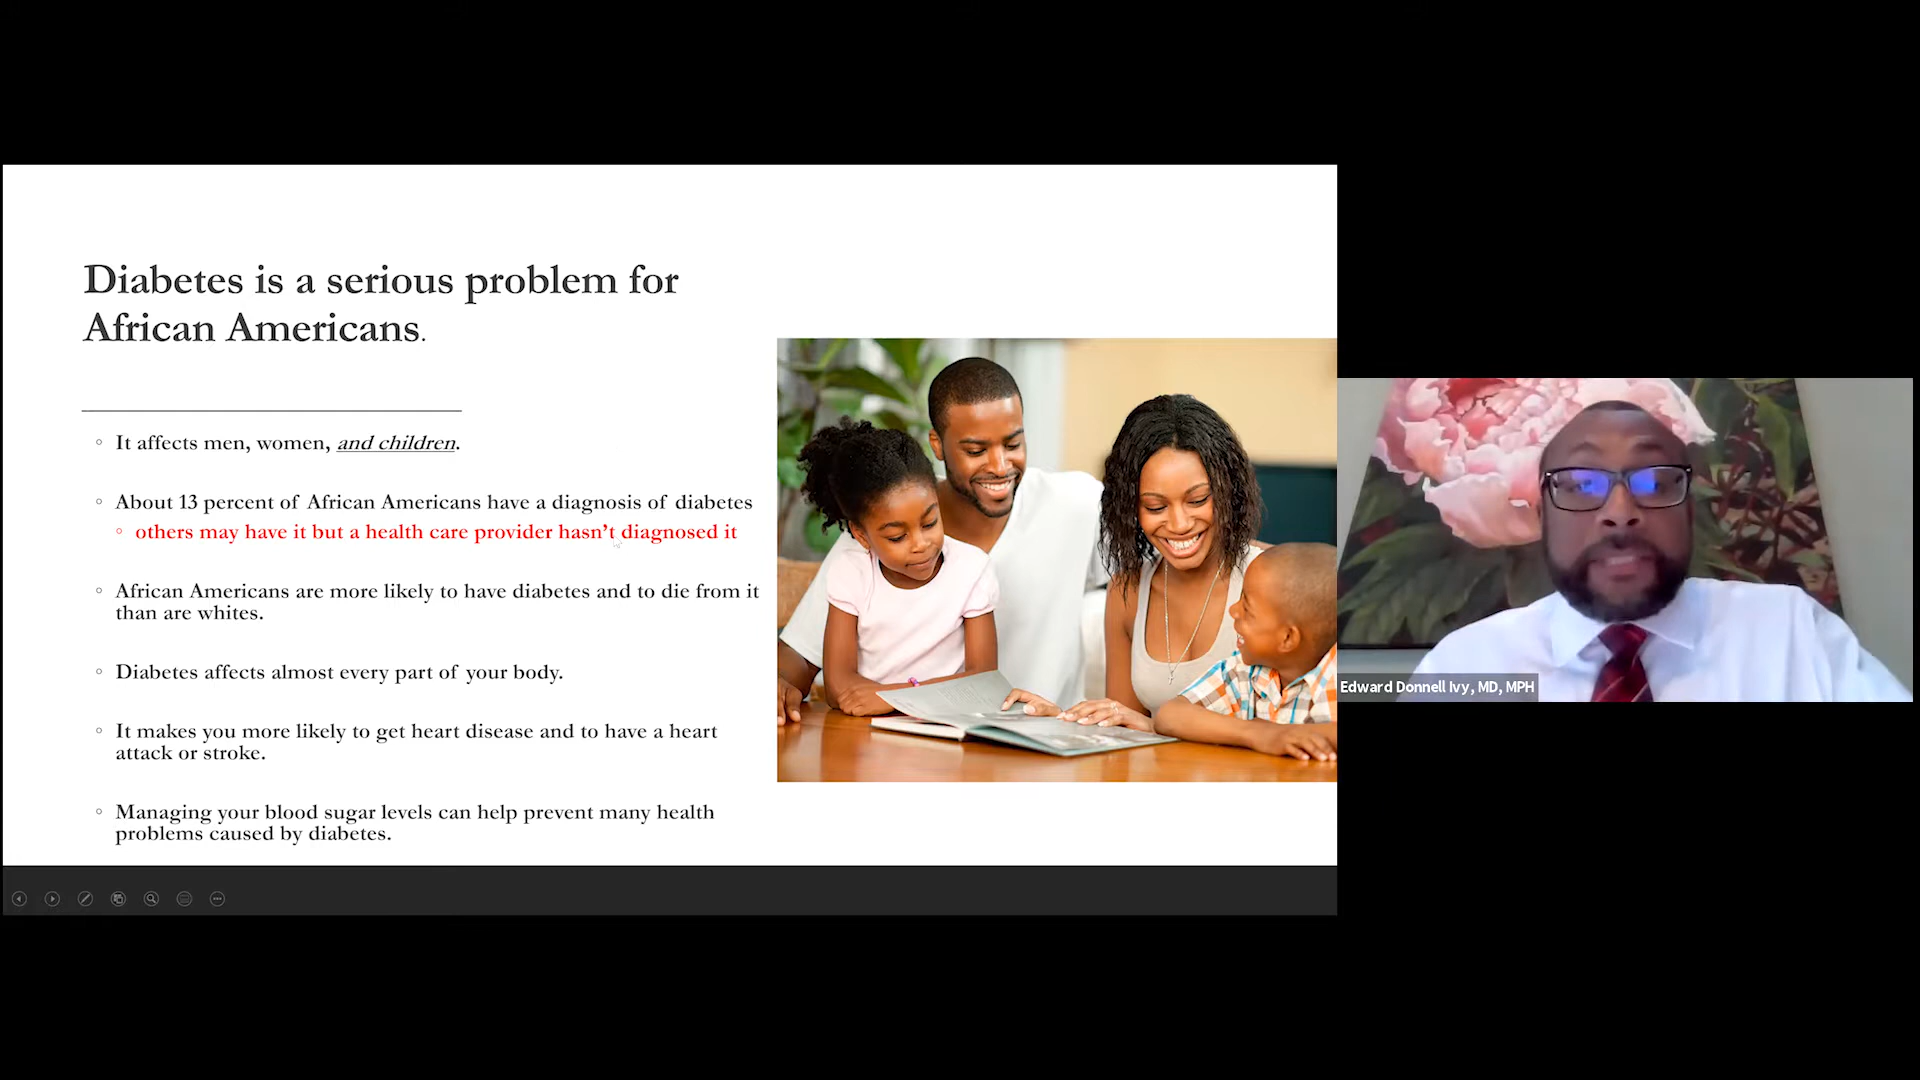 Diabetes is a serious problem for
African Americans.
◦ It affects men, women, and children.
◦ About 13 percent of African Americans have a diagnosis of diabetes
◦ others may have it but a health care provider hasn’t diagnosed it
◦ African Americans are more likely to have diabetes and to die from it
than are whites.
◦ Diabetes affects almost every part of your body.
◦ It makes you more likely to get heart disease and to have a heart
attack or stroke.
◦ Managing your blood sugar levels can help prevent many health
problems caused by diabetes.
Edward Donnell Ivy, MD, MPH